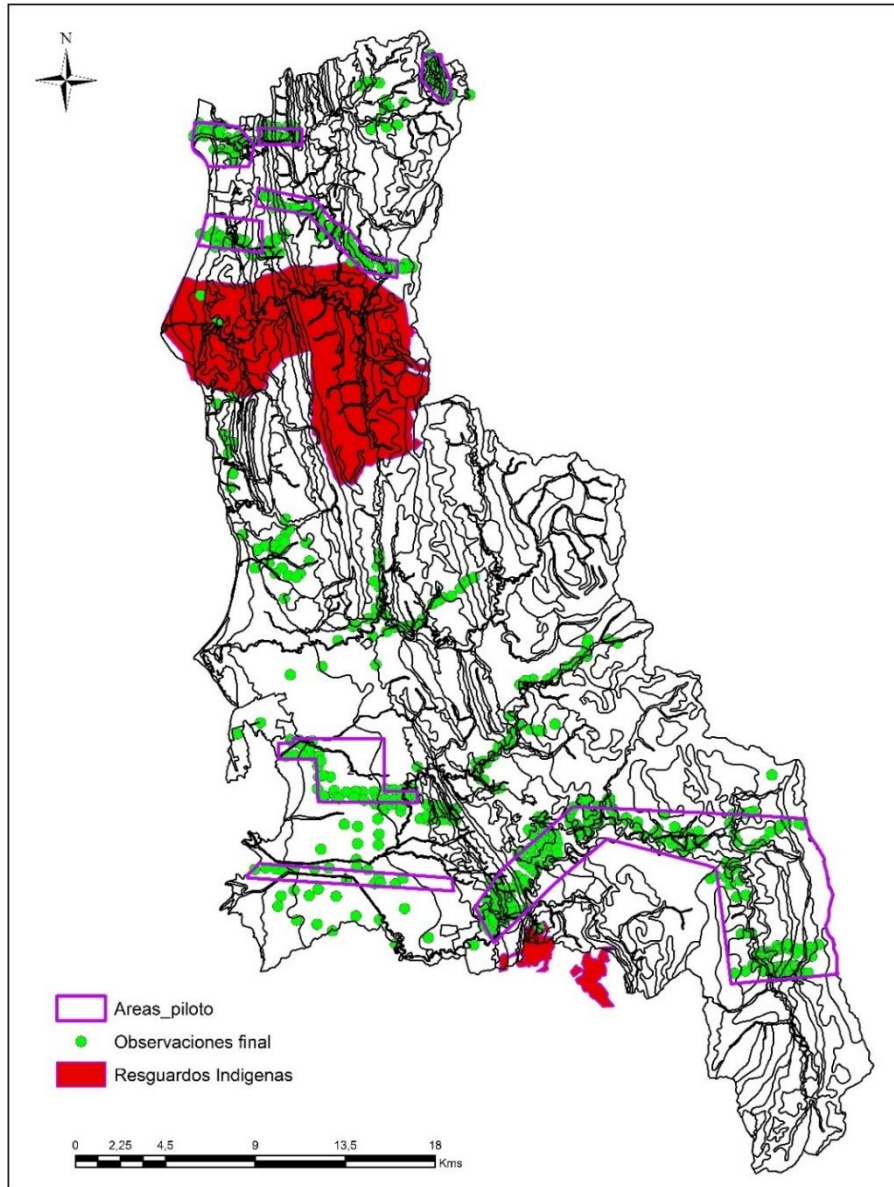 N
Areas_piloto
Observaciones final
Resguardos Indigenas
0 2,25 4,5 9 13,5 18
Kms